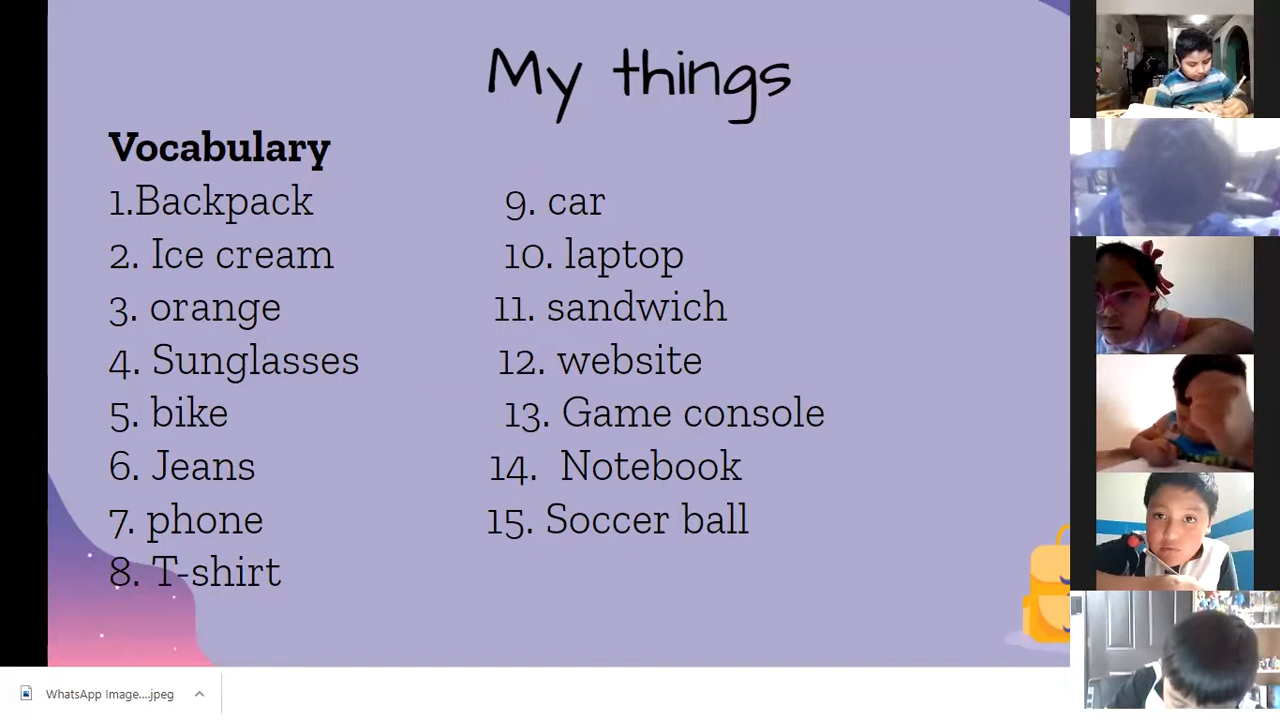 My things
Vocabulary
1.Backpack
2. Ice cream
3. orange
4. Sunglasses
5. bike
6. Jeans
7. phone
8. T-shirt
9. car
10. laptop
11. sandwich
12. website
13. Game console
14. Notebook
15. Soccer ball
WhatsApp Image....jpeg